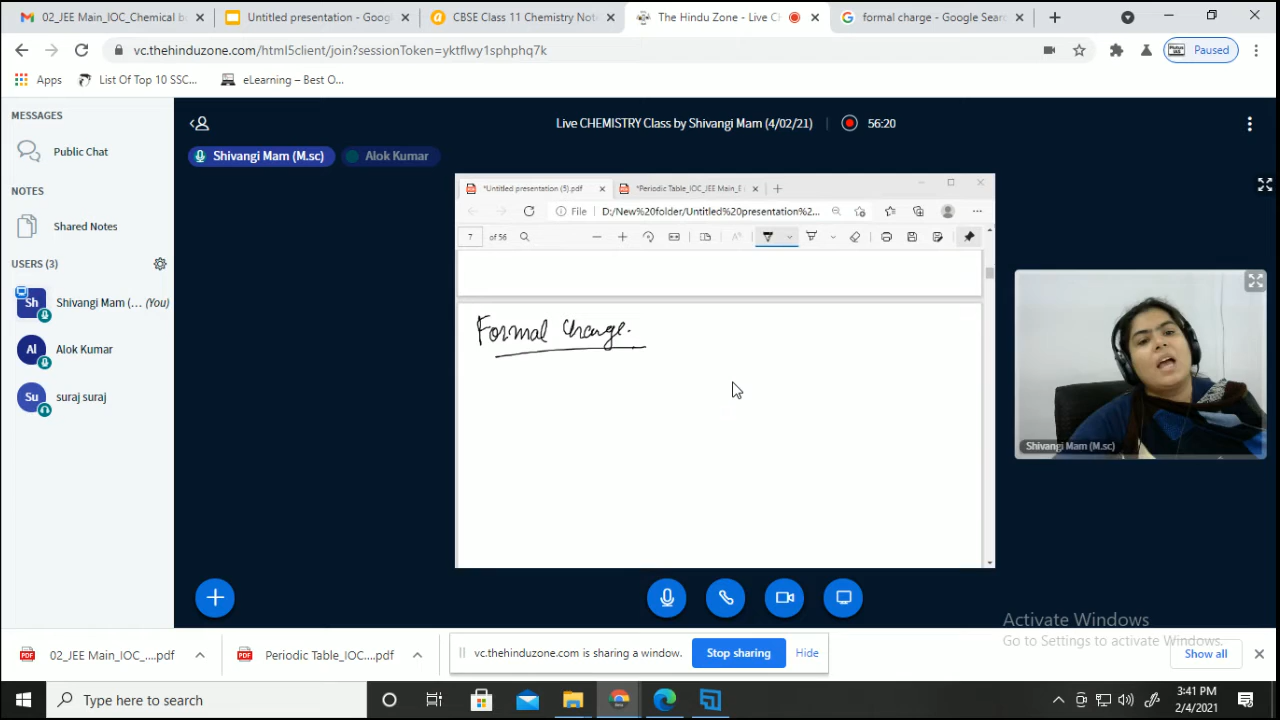 02_JEE Main_IOC_Chemical b
Untitled presentation - Goog
CBSE Class 11 Chemistry Note
The Hindu Zone - Live C
formal charge - Google Sear
vc.thehinduzone.com/html5client/join?sessionToken=yktflwy1sphphq7k
Paused
Apps
List Of Top 10 SSC...
eLearning – Best O...
MESSAGES
Public Chat
NOTES
Shared Notes
USERS (3)
Sh
Shivangi Mam (... (You)
Al
Alok Kumar
Su
suraj suraj
Live CHEMISTRY Class by Shivangi Mam (4/02/21)
56:20
Shivangi Mam (M.sc)
Alok Kumar
*Untitled presentation (5).pdf
*Periodic Table_IOC_JEE Main_E
File
D:/New%20folder/Untitled%20presentation%2...
7 of 56
Formal Charge.
Shivangi Mam (M.sc)
Activate Windows
Go to Settings to activate Windows.
02_JEE Main_IOC_....pdf
Periodic Table_IOC....pdf
vc.thehinduzone.com is sharing a window.
Stop sharing
Hide
Show all
Type here to search
3:41 PM
2/4/2021